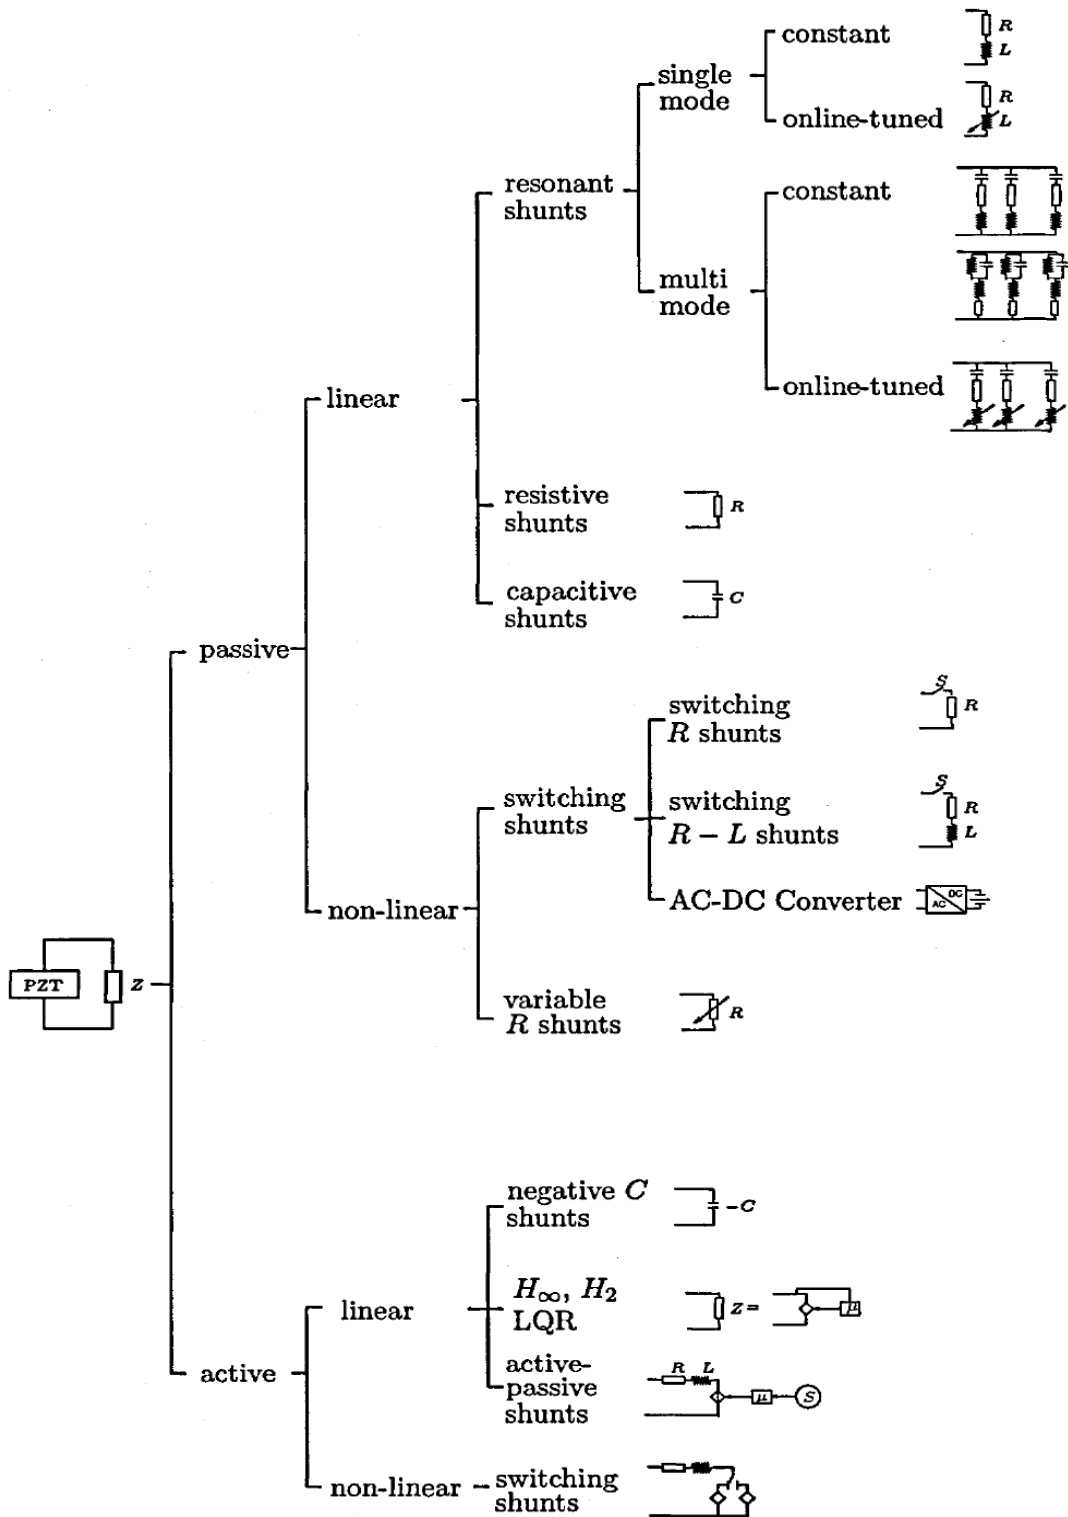 constant
R
L
single
mode
online-tuned
R
L
resonant
shunts
constant
multi
mode
online-tuned
linear
resistive
shunts
R
capacitive
shunts
C
passive
switching
R shunts
S
R
switching
shunts
switching
R − L shunts
S
R
L
AC-DC Converter
AC
DC
non-linear
PZT
Z
variable
R shunts
R
negative C
shunts
−C
linear
H∞, H2
LQR
Z =
μ
active
active-
passive
shunts
R
L
μ
S
non-linear
switching
shunts